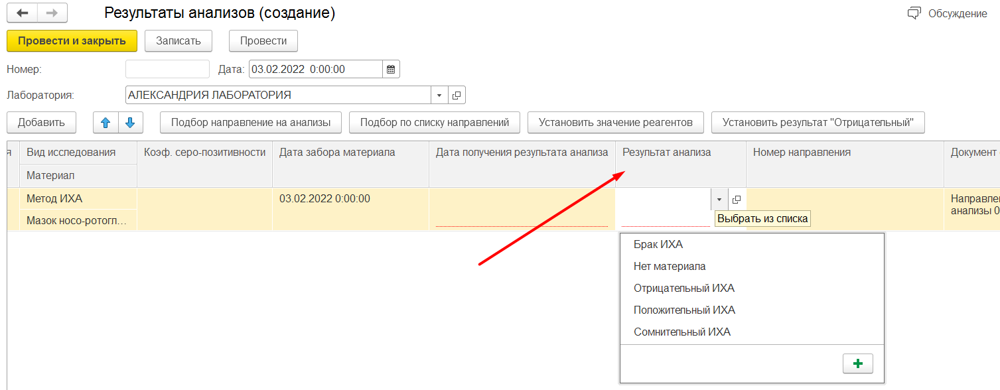 Результаты анализов (создание)
Обсуждение
Провести и закрыть Записать Провести
Номер: Дата: 03.02.2022 0:00:00
Лаборатория: АЛЕКСАНДРИЯ ЛАБОРАТОРИЯ
Добавить Подбор направление на анализы Подбор по списку направлений Установить значение реагентов Установить результат "Отрицательный"
я Вид исследования Коэф. серо-позитивности Дата забора материала Дата получения результата анализа Результат анализа Номер направления Документ
Материал
Метод ИХА 03.02.2022 0:00:00 Направлен
Мазок носо-ротогл... Выбрать из списка анализы 0
Брак ИХА
Нет материала
Отрицательный ИХА
Положительный ИХА
Сомнительный ИХА